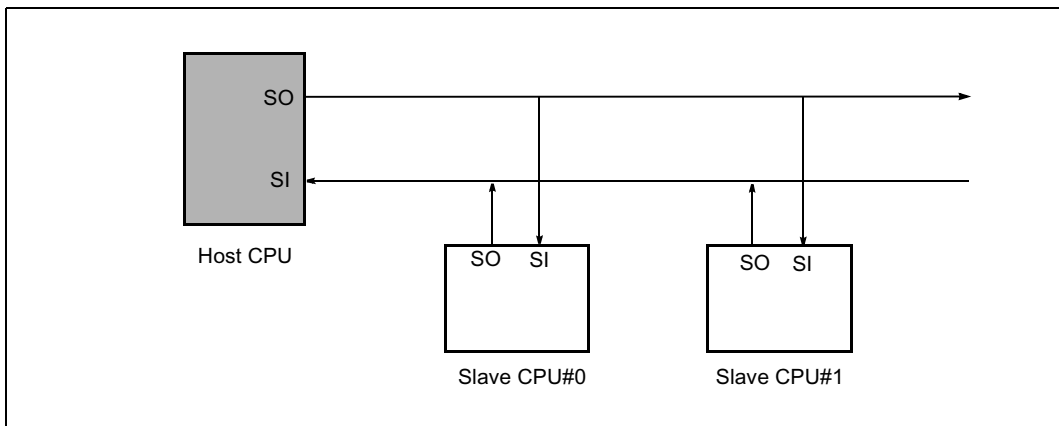 SO
SI
Host CPU
SO SI
SO SI
Slave CPU#0
Slave CPU#1